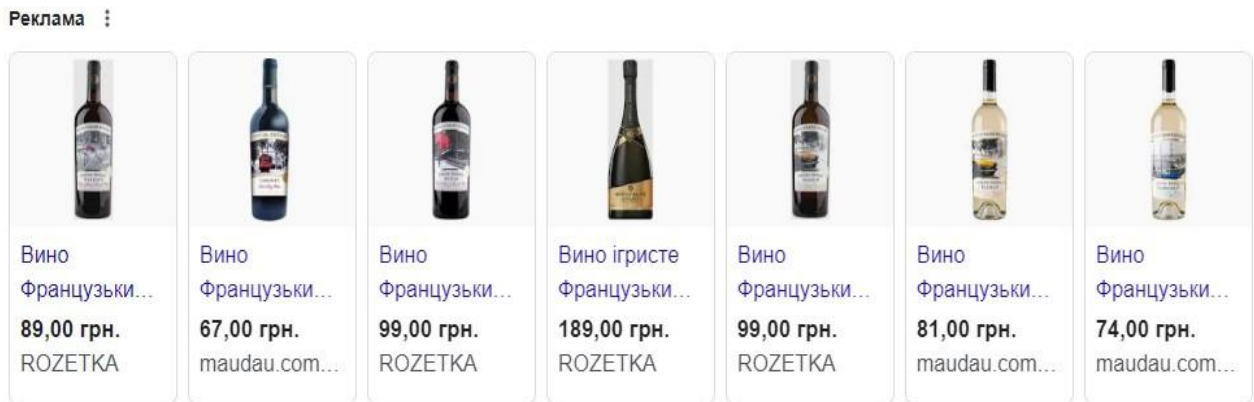 Реклама
Вино
Французьки...
89,00 грн.
ROZETKA
Вино
Французьки...
67,00 грн.
maudau.com...
Вино
Французьки...
99,00 грн.
ROZETKA
Вино ігристе
Французьки...
189,00 грн.
ROZETKA
Вино
Французьки...
99,00 грн.
ROZETKA
Вино
Французьки...
81,00 грн.
maudau.com...
Вино
Французьки...
74,00 грн.
maudau.com...